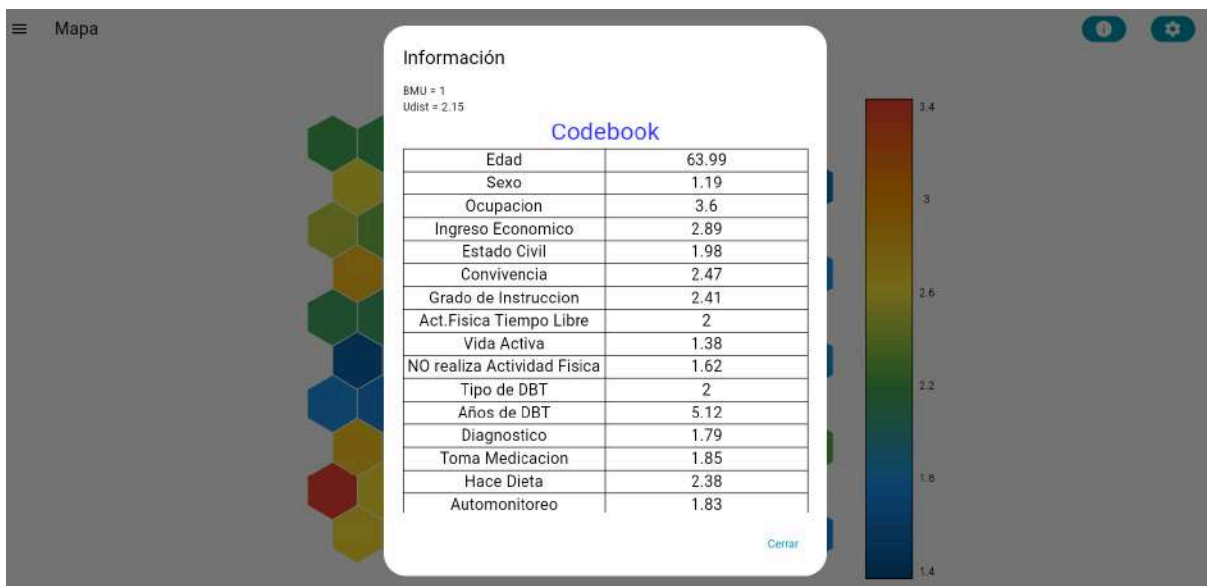 Mapa
Información
BMU = 1
Udist = 2.15
Codebook
Edad 63.99
Sexo 1.19
Ocupacion 3.6
Ingreso Economico 2.89
Estado Civil 1.98
Convivencia 2.47
Grado de Instruccion 2.41
Act.Fisica Tiempo Libre 2
Vida Activa 1.38
NO realiza Actividad Fisica 1.62
Tipo de DBT 2
Años de DBT 5.12
Diagnostico 1.79
Toma Medicacion 1.85
Hace Dieta 2.38
Automonitoreo 1.83
Cerrar
3.4
3
2.6
2.2
1.8
1.4